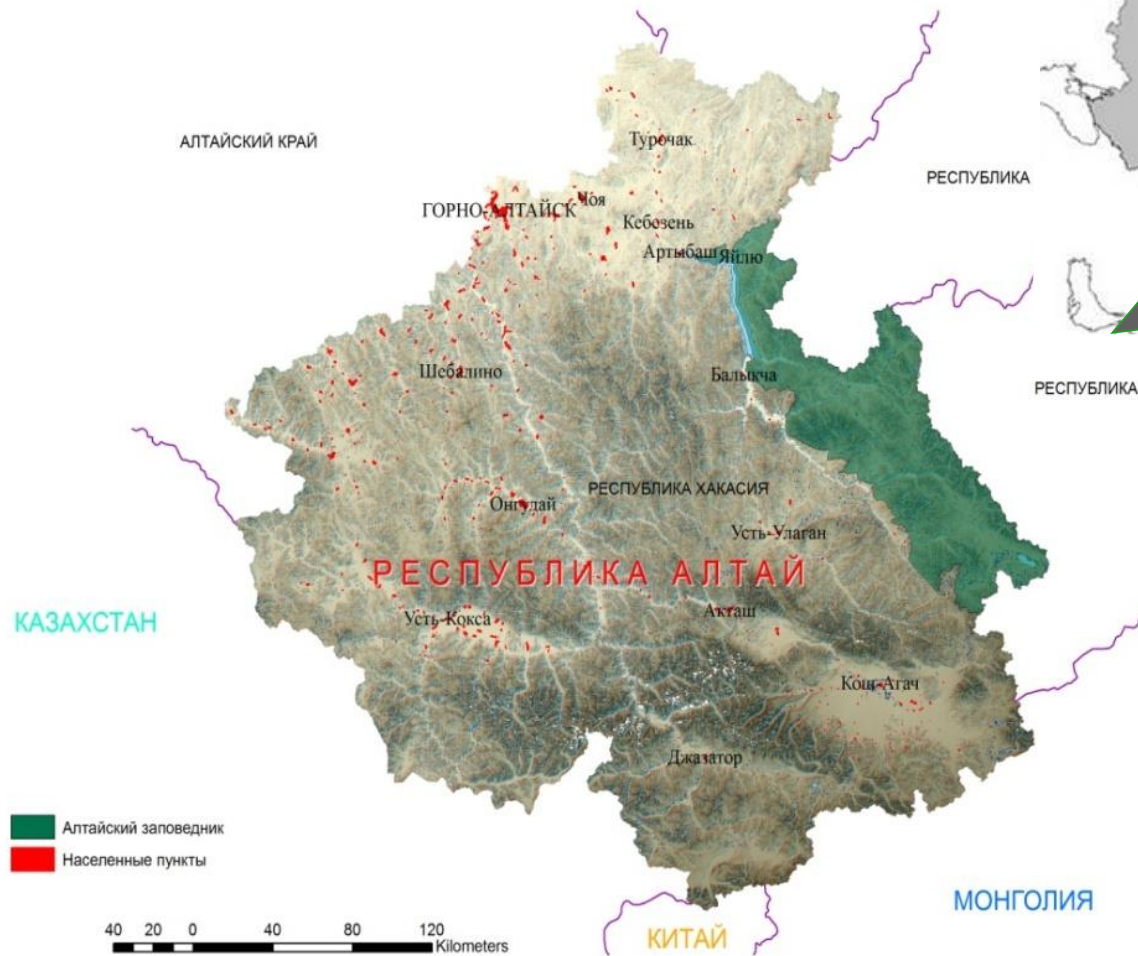 Турочак
АЛТАЙСКИЙ КРАЙ
РЕСПУБЛИКА
Чоя
ГОРНО-АЛТАЙСК
Кебозень
Артыбаш
Яйлю
Балыкча
Шебалино
РЕСПУБЛИКА
РЕСПУБЛИКА ХАКАСИЯ
Онгудай
Усть-Улаган
РЕСПУБЛИКА АЛТАЙ
Акташ
Усть-Кокса
КАЗАХСТАН
Кош-Агач
Джазатор
Алтайский заповедник
Населенные пункты
МОНГОЛИЯ
КИТАЙ
40 20 0 40 80 120
Kilometers